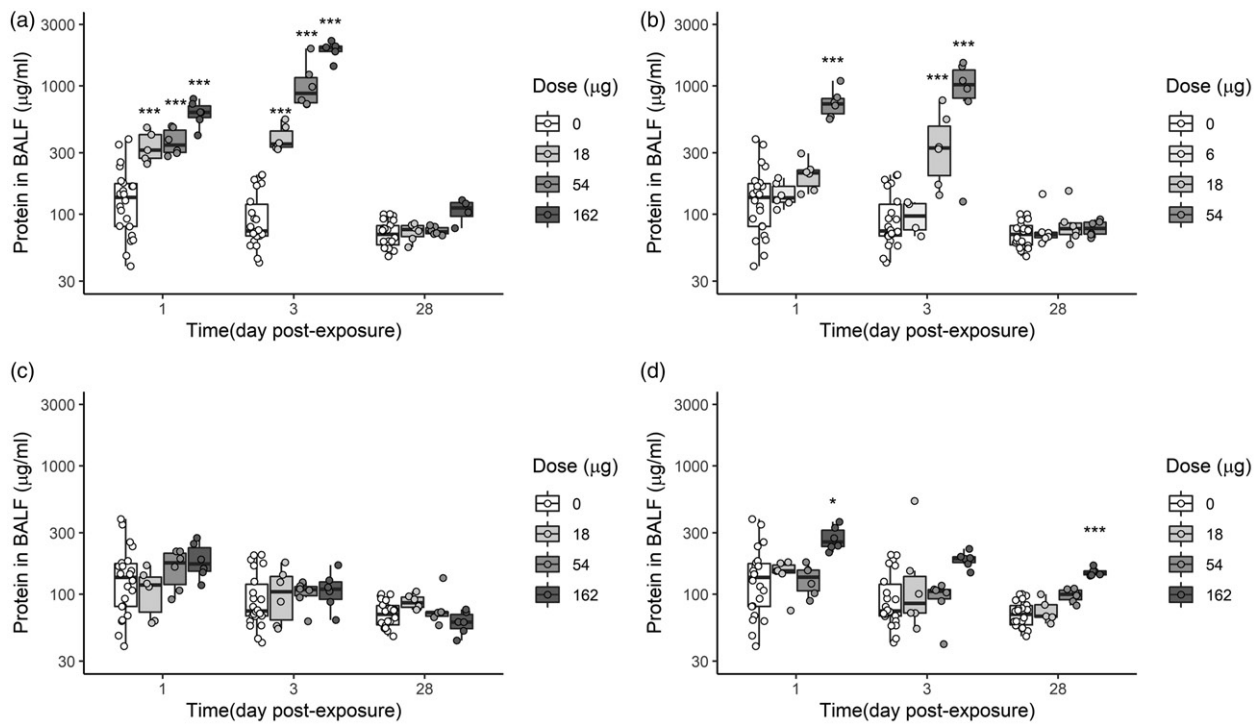 (a)
Protein in BALF (μg/ml)
3000
1000
300
100
30
*** *** ***
*** *** ***
1 3 28
Time(day post-exposure)
Dose (μg)
0
18
54
162
(b)
Protein in BALF (μg/ml)
3000
1000
300
100
30
***
*** ***
1 3 28
Time(day post-exposure)
Dose (μg)
0
6
18
54
(c)
Protein in BALF (μg/ml)
3000
1000
300
100
30
1 3 28
Time(day post-exposure)
Dose (μg)
0
18
54
162
(d)
Protein in BALF (μg/ml)
3000
1000
300
100
30
*
***
1 3 28
Time(day post-exposure)
Dose (μg)
0
18
54
162